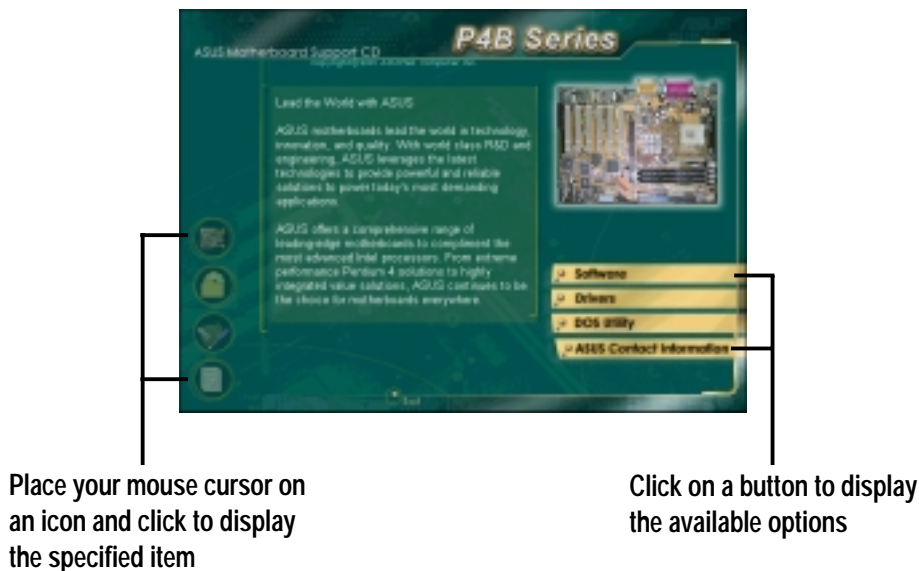 P4B Series
ASUS Motherboard Support CD
Lead the World with ASUS
ASUS motherboards lead the world in technology,
innovation, and quality. With world class R&D and
engineering, ASUS leverages the latest
technologies to provide powerful and reliable
solutions to power today's most demanding
applications.
ASUS offers a comprehensive range of
leading-edge motherboards to compliment the
most advanced Intel processors. From extreme
performance Pentium 4 solutions to highly
integrated value solutions, ASUS continues to be
the choice for motherboards everywhere.
Software
Drivers
DOS Utility
ASUS Contact Information
Exit
Place your mouse cursor on
an icon and click to display
the specified item
Click on a button to display
the available options